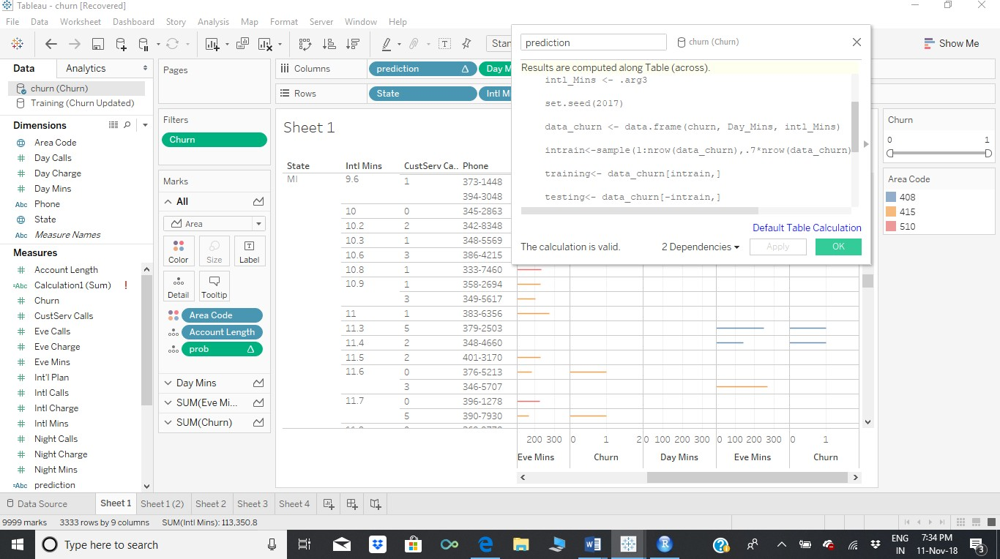 Tableau - churn [Recovered]
File Data Worksheet Dashboard Story Analysis Map Format Server Window Help
Show Me
Data
Analytics
churn (Churn)
Training (Churn Updated)
Dimensions
Area Code
Day Calls
Day Charge
Day Mins
Abc Phone
State
Abc Measure Names
Measures
Account Length
=Abc Calculation1 (Sum) !
Churn
CustServ Calls
Eve Calls
Eve Charge
Eve Mins
Int'l Plan
Intl Calls
Intl Charge
Intl Mins
Night Calls
Night Charge
Night Mins
=Abc prediction
Pages
Filters
Churn
Marks
All
Area
Color
Size
Label
Detail
Tooltip
Area Code
Account Length
prob
Day Mins
SUM(Eve Mi...
SUM(Churn)
Columns
prediction
Day M
Rows
State
Intl M
Sheet 1
State Intl Mins CustServ Ca.. Phone
MI 9.6 1 373-1448
394-3048
10 0 345-2863
10.2 2 342-8348
10.3 1 348-5569
10.6 3 386-4215
10.8 1 333-7460
10.9 1 358-2694
3 349-5617
11 1 383-6356
11.3 5 379-2503
11.4 2 348-4660
11.5 2 401-3170
11.6 0 376-5213
3 346-5707
11.7 0 396-1278
5 390-7930
200 300 0 1 2 0 100 200 300 0 100 200 300 0 1
Eve Mins Churn Day Mins Eve Mins Churn
prediction
churn (Churn)
Results are computed along Table (across).
intl_Mins <- .arg3
set.seed(2017)
data_churn <- data.frame(churn, Day_Mins, intl_Mins)
intrain<-sample(1:nrow(data_churn),.7*nrow(data_churn)
training<- data_churn[intrain,]
testing<- data_churn[-intrain,]
Default Table Calculation
The calculation is valid.
2 Dependencies
Apply
OK
Churn
0 1
Area Code
408
415
510
Data Source
Sheet 1
Sheet 1 (2)
Sheet 2
Sheet 3
Sheet 4
9999 marks 3333 rows by 9 columns SUM(Intl Mins): 113,350.8
Type here to search
ENG
IN
7:34 PM
11-Nov-18
3